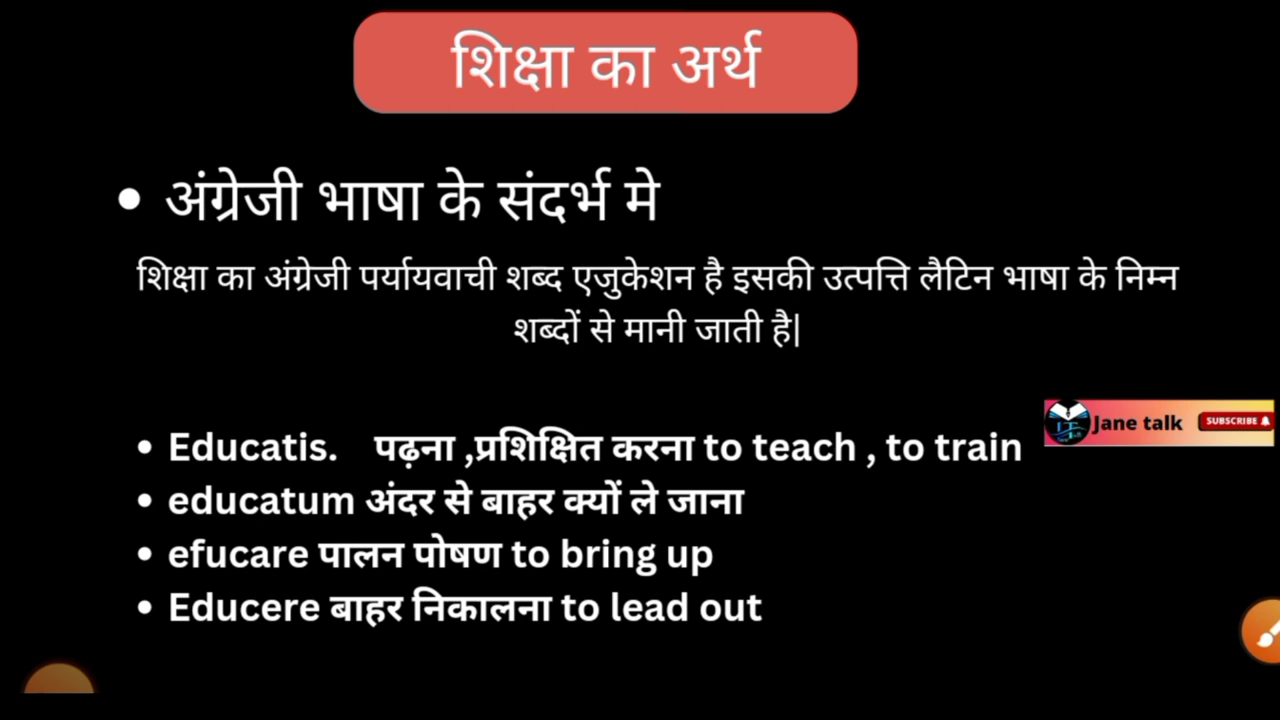 शिक्षा का अर्थ
• अंग्रेजी भाषा के संदर्भ मे
शिक्षा का अंग्रेजी पर्यायवाची शब्द एजुकेशन है इसकी उत्पत्ति लैटिन भाषा के निम्न
शब्दों से मानी जाती है|
• Educatis. पढ़ना ,प्रशिक्षित करना to teach , to train
Jane talk SUBSCRIBE
• educatum अंदर से बाहर क्यों ले जाना
• efucare पालन पोषण to bring up
• Educere बाहर निकालना to lead out